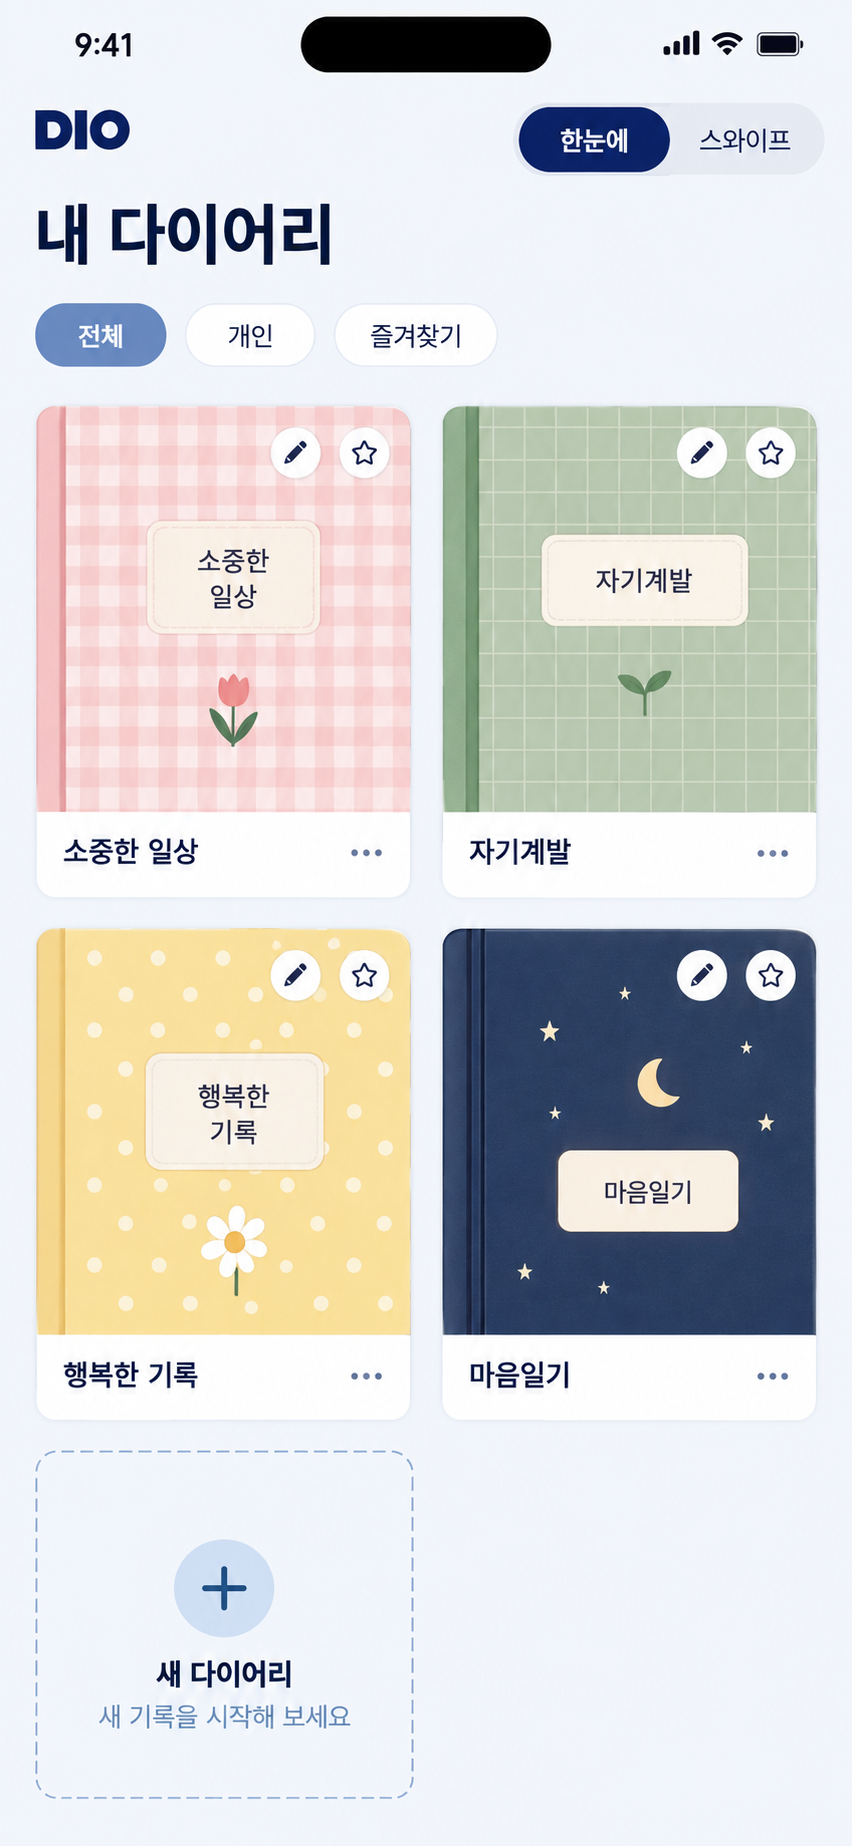 9:41
DIO
한눈에
스와이프
내 다이어리
전체
개인
즐겨찾기
소중한
일상
자기계발
소중한 일상
자기계발
행복한
기록
마음일기
행복한 기록
마음일기
새 다이어리
새 기록을 시작해 보세요